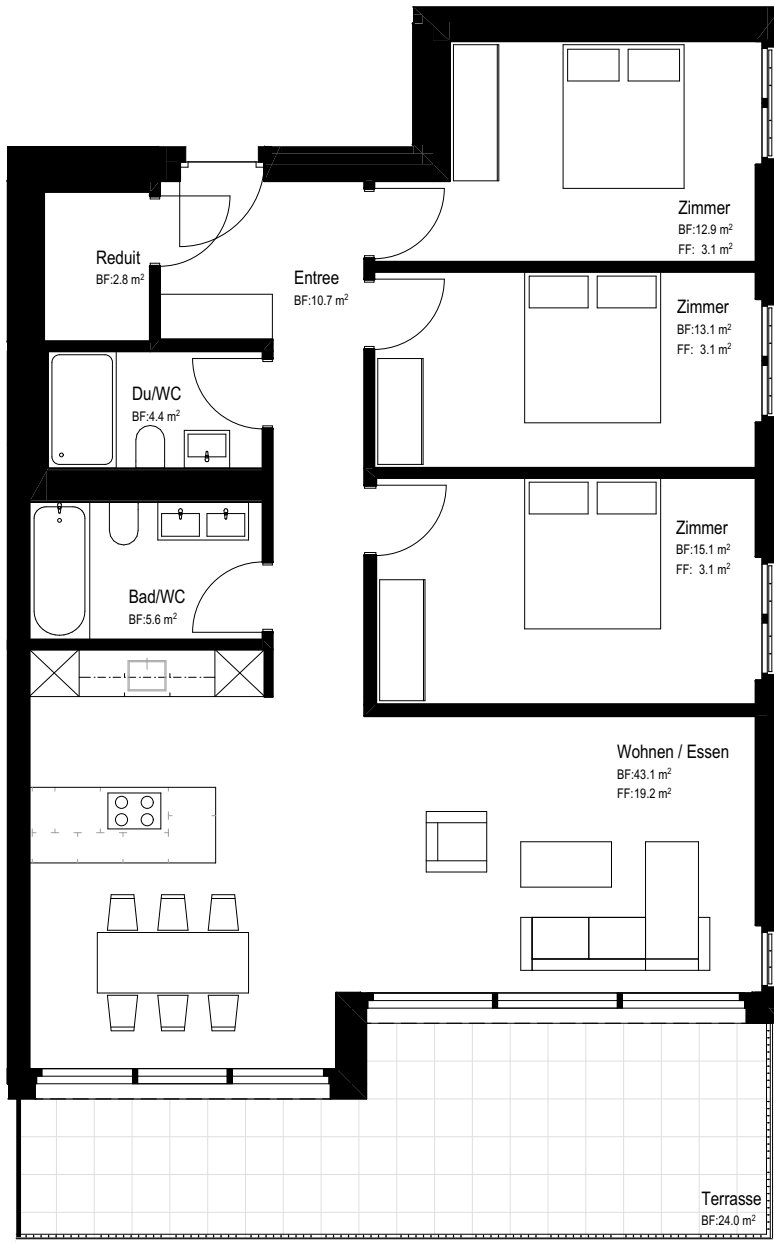 Zimmer
BF:12.9 m²
FF: 3.1 m²
Reduit
BF:2.8 m²
Entree
BF:10.7 m²
Zimmer
BF:13.1 m²
FF: 3.1 m²
Du/WC
BF:4.4 m²
Zimmer
BF:15.1 m²
FF: 3.1 m²
Bad/WC
BF:5.6 m²
Wohnen / Essen
BF:43.1 m²
FF:19.2 m²
Terrasse
BF:24.0 m²